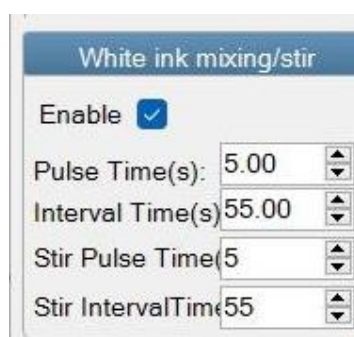 White ink mixing/stir
Enable
Pulse Time(s): 5.00
Interval Time(s) 55.00
Stir Pulse Time( 5
Stir IntervalTime 55